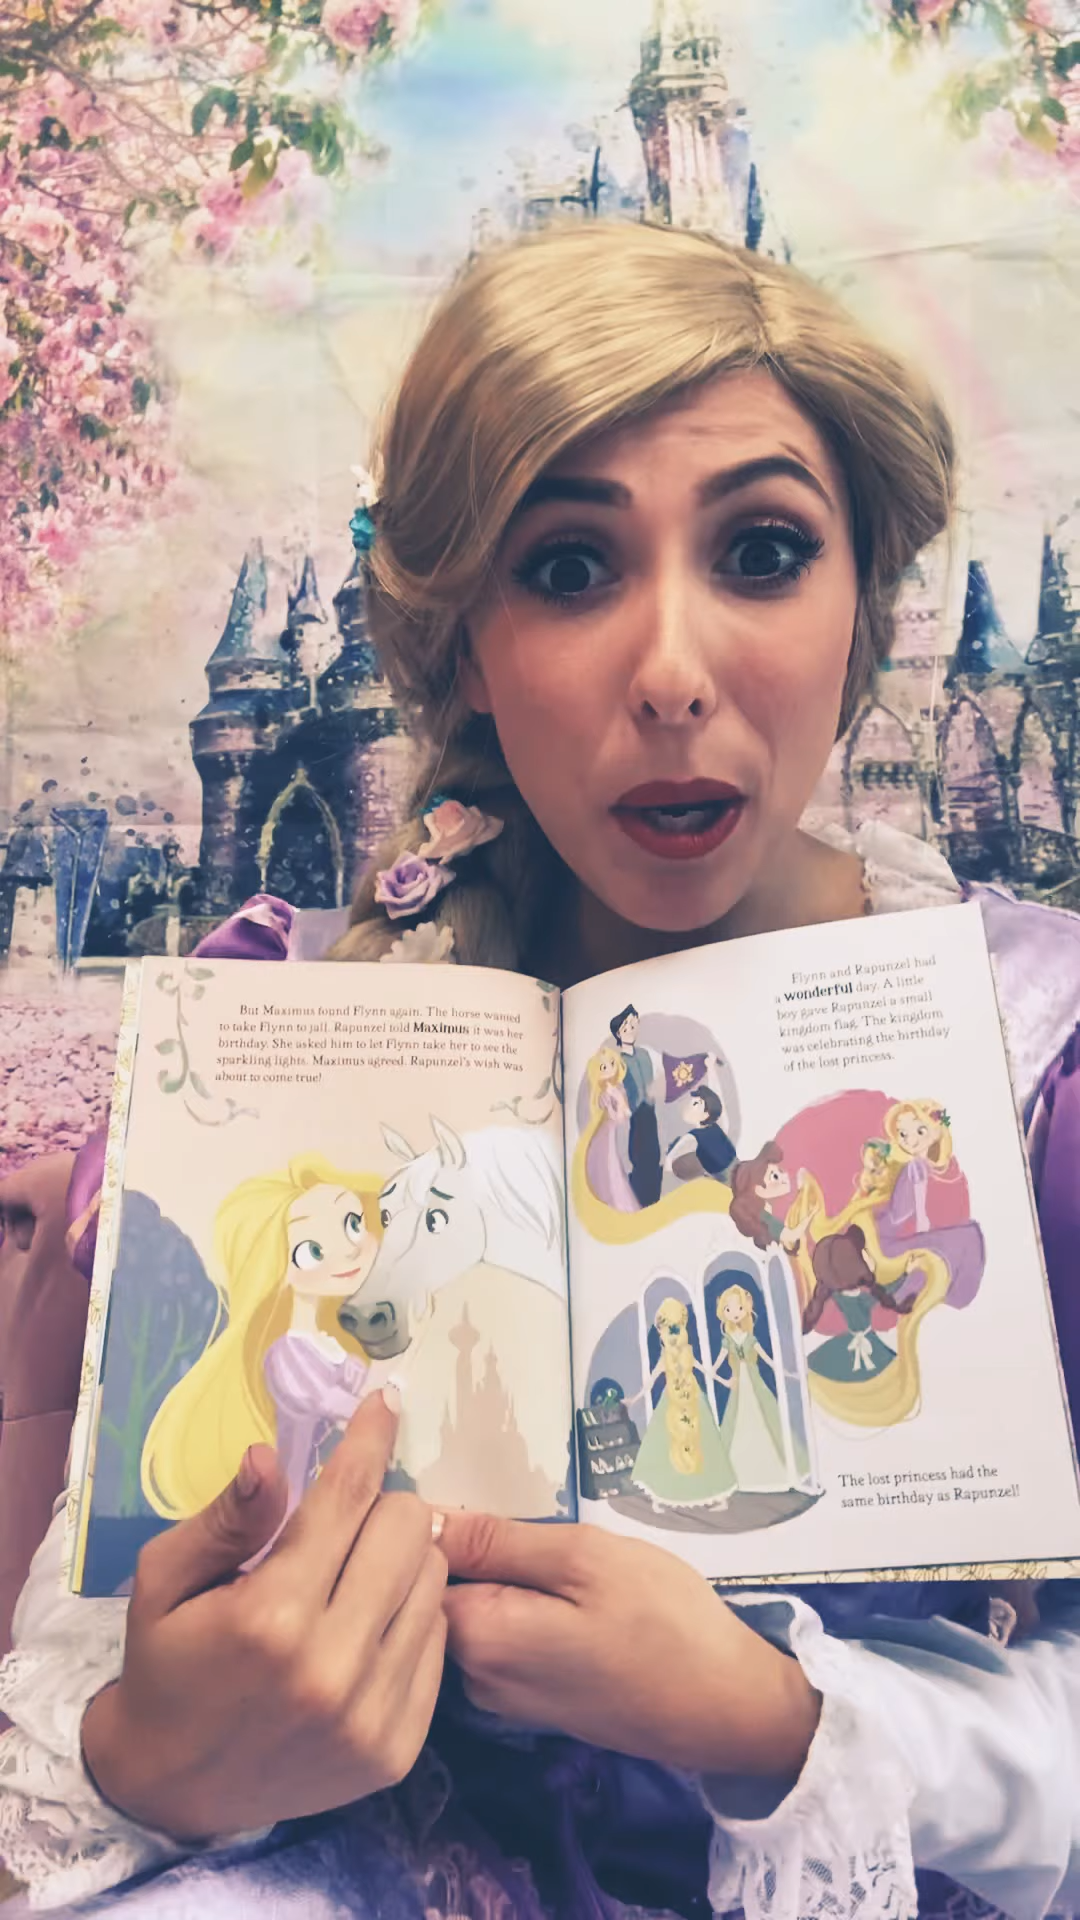 But Maximus found Flynn again. The horse wanted
to take Flynn to jail. Rapunzel told Maximus it was her
birthday. She asked him to let Flynn take her to see the
sparkling lights. Maximus agreed. Rapunzel's wish was
about to come true!
Flynn and Rapunzel had
a wonderful day. A little
boy gave Rapunzel a small
kingdom flag. The kingdom
was celebrating the birthday
of the lost princess.
The lost princess had the
same birthday as Rapunzel!